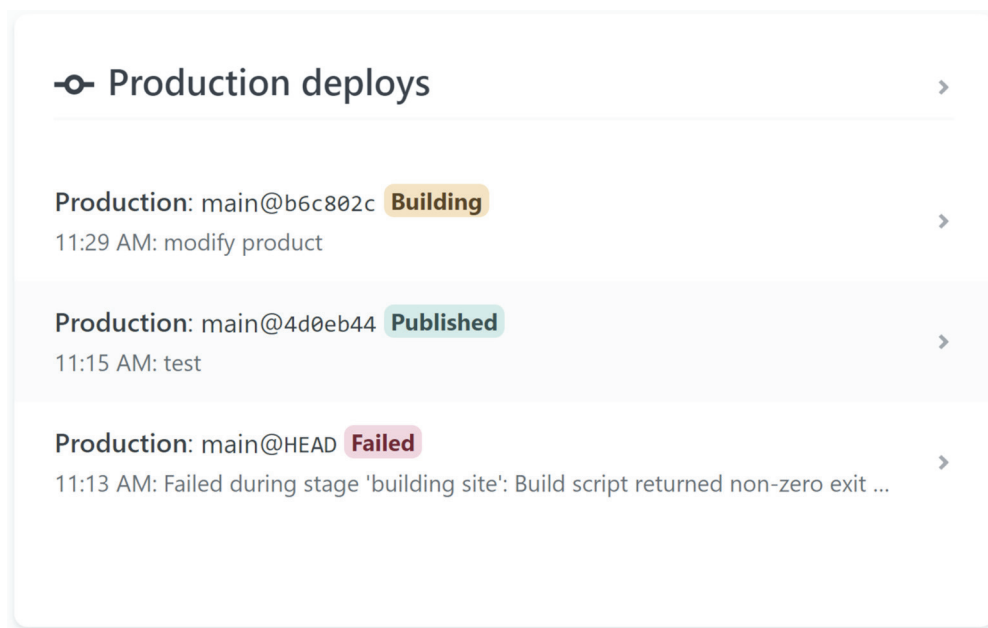 Production deploys
Production: main@b6c802c Building
11:29 AM: modify product
Production: main@4d0eb44 Published
11:15 AM: test
Production: main@HEAD Failed
11:13 AM: Failed during stage 'building site': Build script returned non-zero exit ...